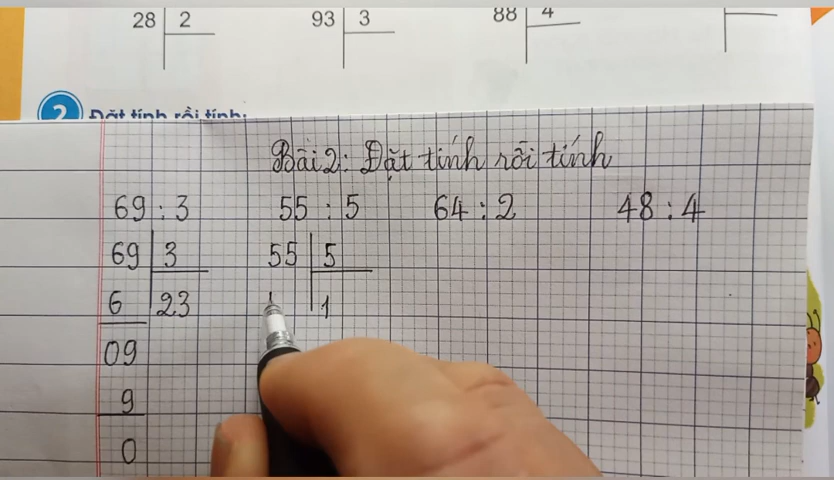 28 2 93 3 88 4
2 Đặt tính rồi tính:
Bài 2: Đặt tính rồi tính
69 : 3 55 : 5 64 : 2 48 : 4
69 3 55 5
6 23 1
09
9
0